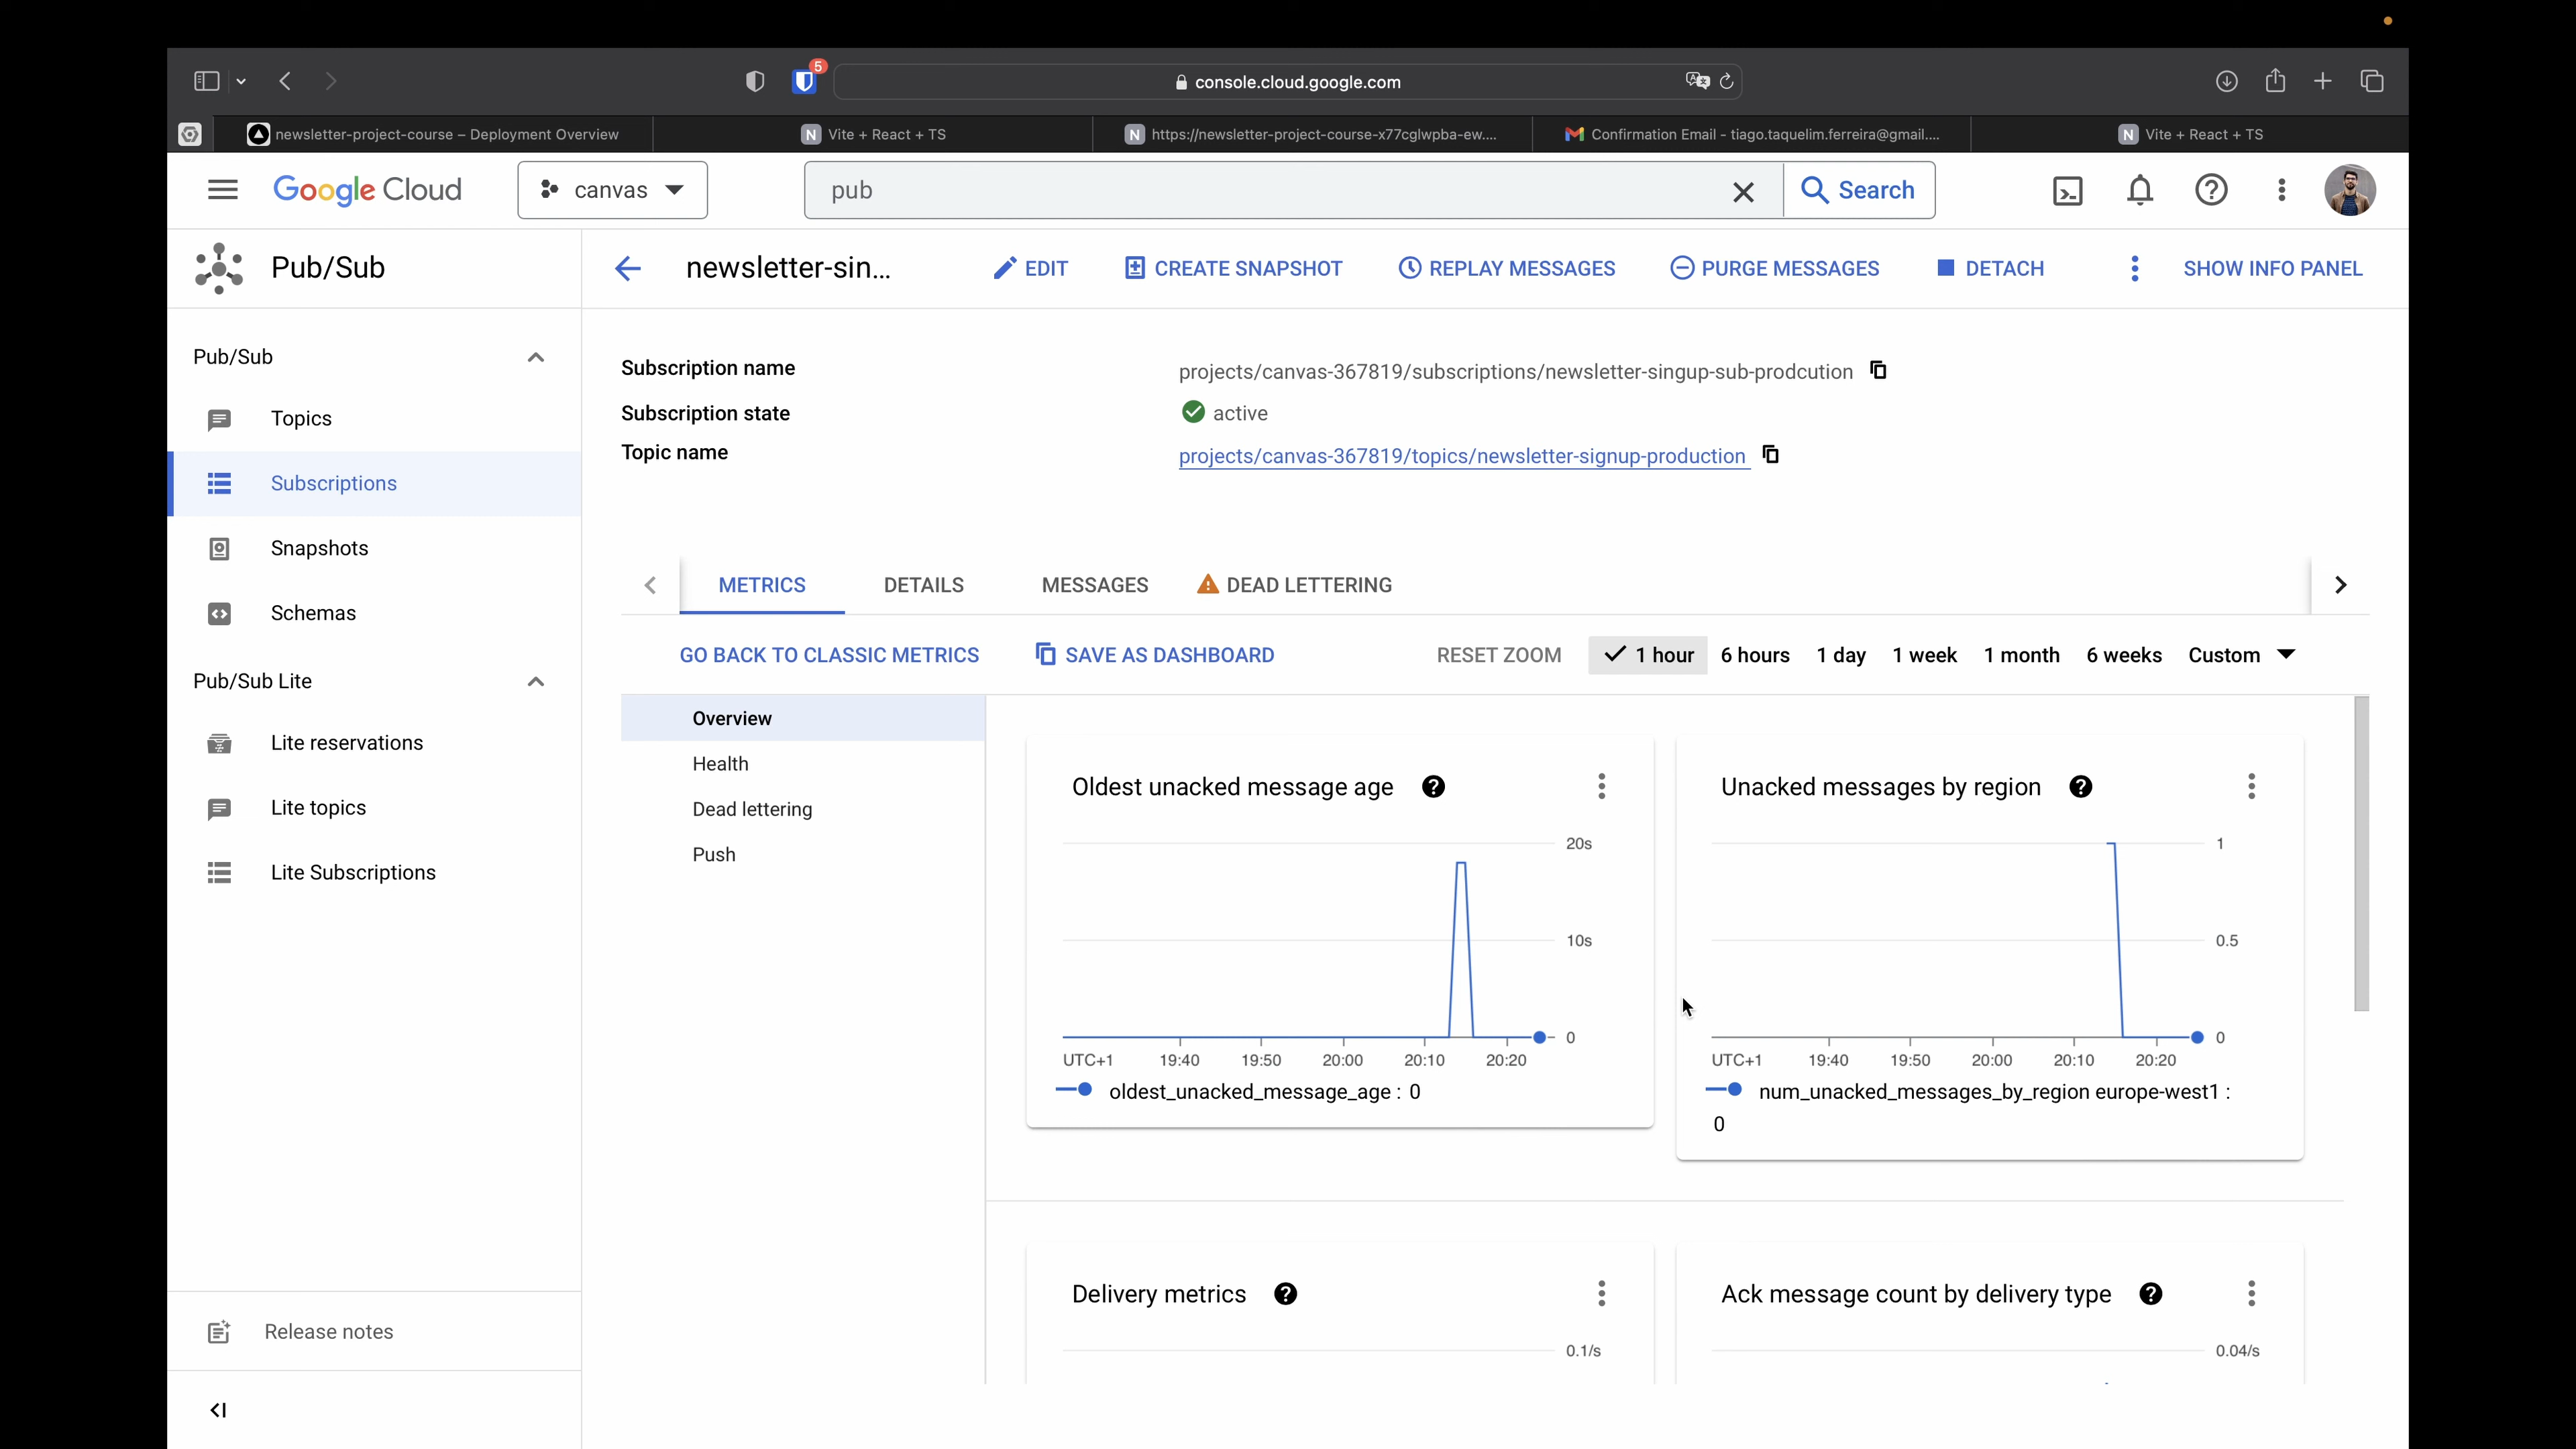 5
console.cloud.google.com
newsletter-project-course – Deployment Overview
Vite + React + TS
https://newsletter-project-course-x77cglwpba-ew....
Confirmation Email - tiago.taquelim.ferreira@gmail....
Vite + React + TS
Google Cloud
canvas
pub
Search
Pub/Sub
newsletter-sin...
EDIT
CREATE SNAPSHOT
REPLAY MESSAGES
PURGE MESSAGES
DETACH
SHOW INFO PANEL
Pub/Sub
Topics
Subscriptions
Snapshots
Schemas
Pub/Sub Lite
Lite reservations
Lite topics
Lite Subscriptions
Release notes
Subscription name
projects/canvas-367819/subscriptions/newsletter-singup-sub-prodcution
Subscription state
active
Topic name
projects/canvas-367819/topics/newsletter-signup-production
METRICS
DETAILS
MESSAGES
DEAD LETTERING
GO BACK TO CLASSIC METRICS
SAVE AS DASHBOARD
RESET ZOOM
1 hour
6 hours
1 day
1 week
1 month
6 weeks
Custom
Overview
Health
Dead lettering
Push
Oldest unacked message age
20s
10s
0
UTC+1 19:40 19:50 20:00 20:10 20:20
oldest_unacked_message_age : 0
Unacked messages by region
1
0.5
0
UTC+1 19:40 19:50 20:00 20:10 20:20
num_unacked_messages_by_region europe-west1 :
0
Delivery metrics
0.1/s
Ack message count by delivery type
0.04/s